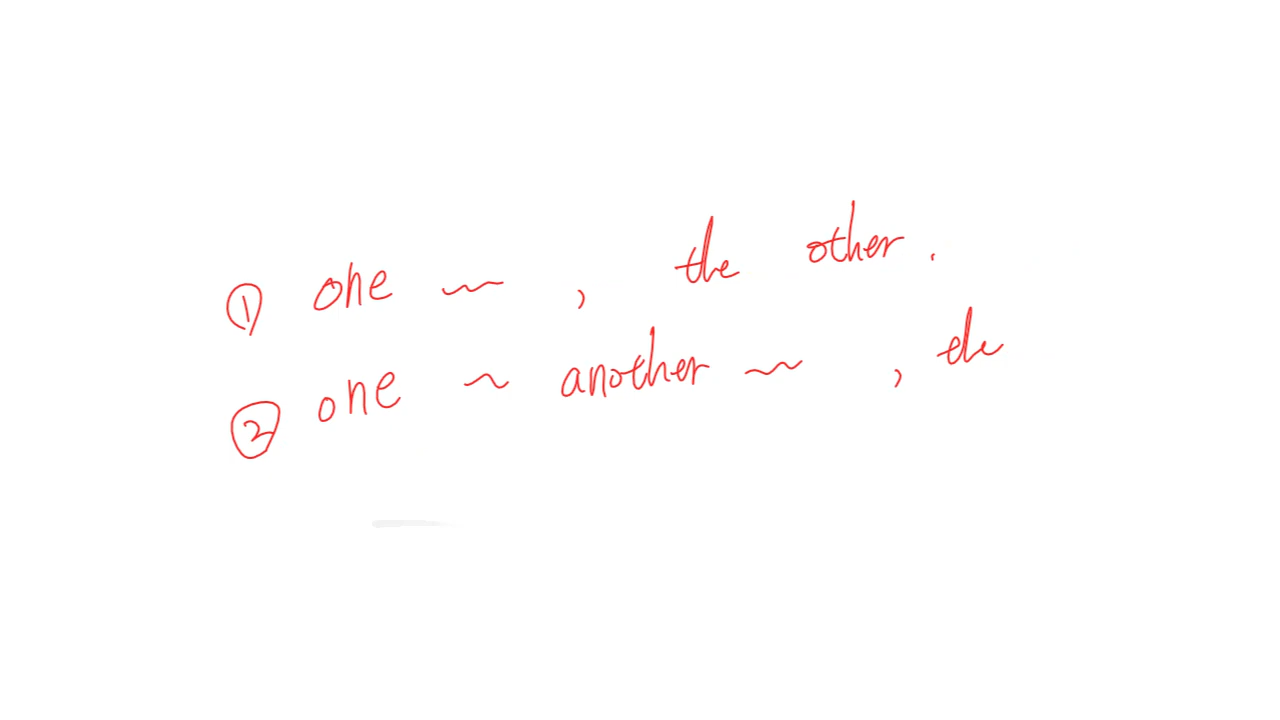 ① one ~ , the other .
② one ~ another ~ , the